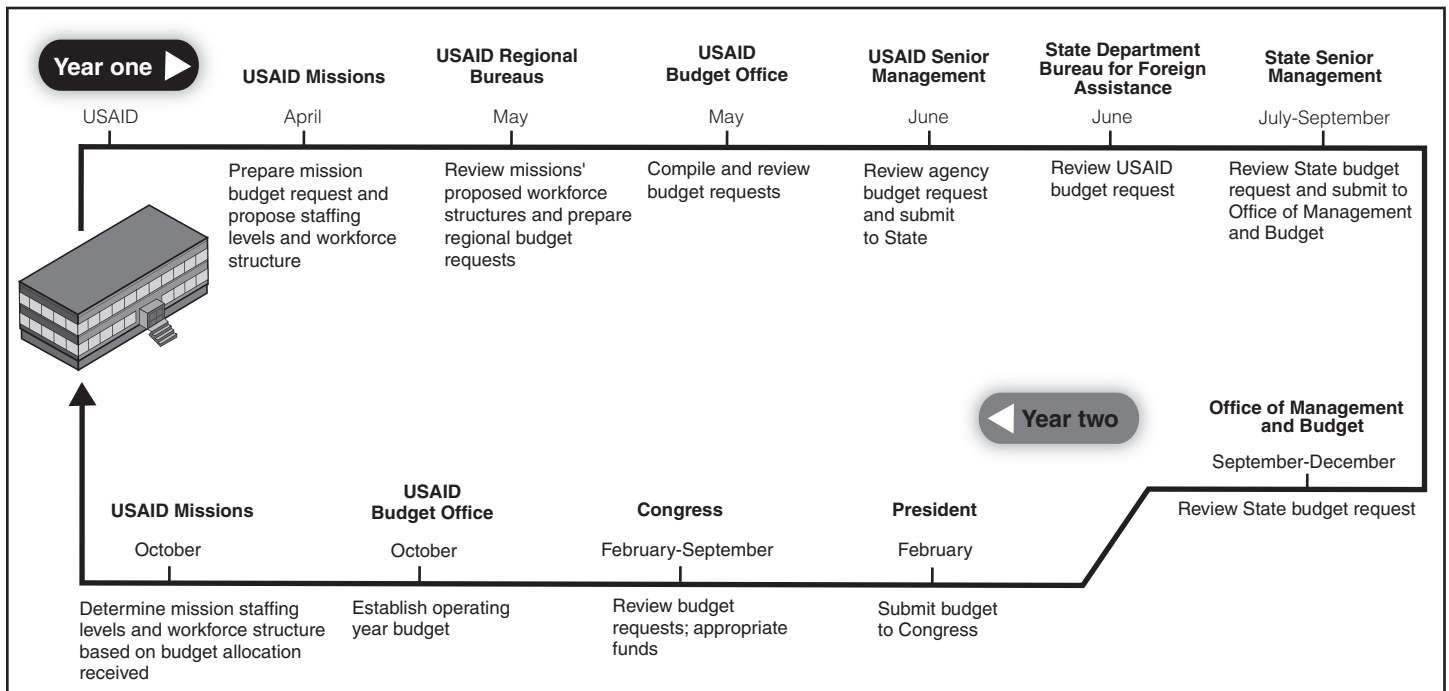 Year one
USAID
USAID Missions
April
Prepare mission
budget request and
propose staffing
levels and workforce
structure
USAID Regional
Bureaus
May
Review missions'
proposed workforce
structures and prepare
regional budget
requests
USAID
Budget Office
May
Compile and review
budget requests
USAID Senior
Management
June
Review agency
budget request
and submit
to State
State Department
Bureau for Foreign
Assistance
June
Review USAID
budget request
State Senior
Management
July-September
Review State budget
request and submit to
Office of Management
and Budget
Office of Management
and Budget
September-December
Review State budget request
Year two
President
February
Submit budget
to Congress
Congress
February-September
Review budget
requests; appropriate
funds
USAID
Budget Office
October
Establish operating
year budget
USAID Missions
October
Determine mission staffing
levels and workforce structure
based on budget allocation
received